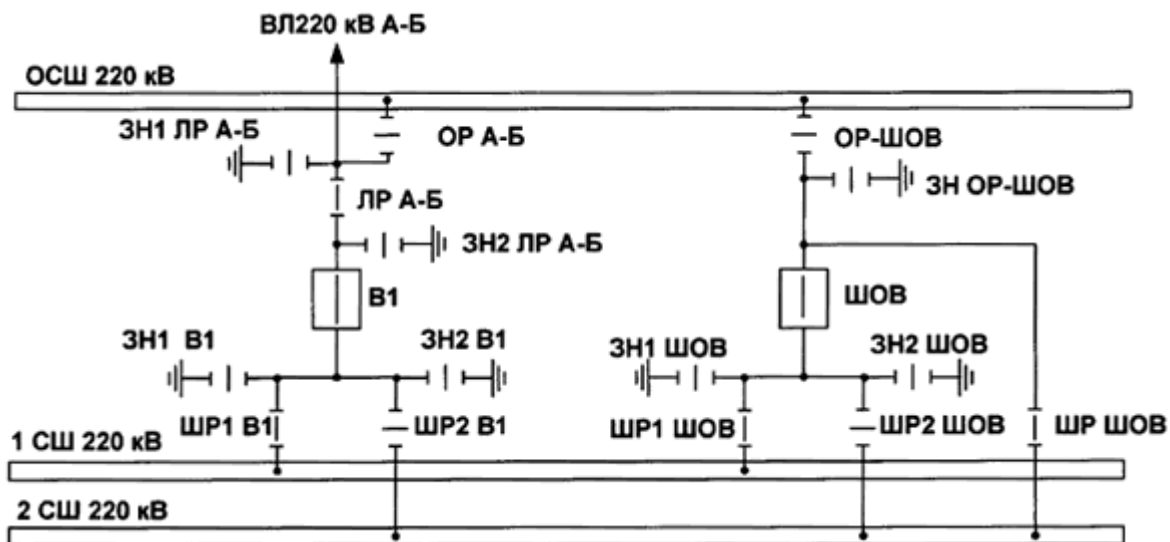 ВЛ220 кВ А-Б
ОСШ 220 кВ
ЗН1 ЛР А-Б
ОР А-Б
ОР-ШОВ
ЗН ОР-ШОВ
ЛР А-Б
ЗН2 ЛР А-Б
В1
ШОВ
ЗН1 В1
ЗН2 В1
ЗН1 ШОВ
ЗН2 ШОВ
ШР1 В1
ШР2 В1
ШР1 ШОВ
ШР2 ШОВ
ШР ШОВ
1 СШ 220 кВ
2 СШ 220 кВ